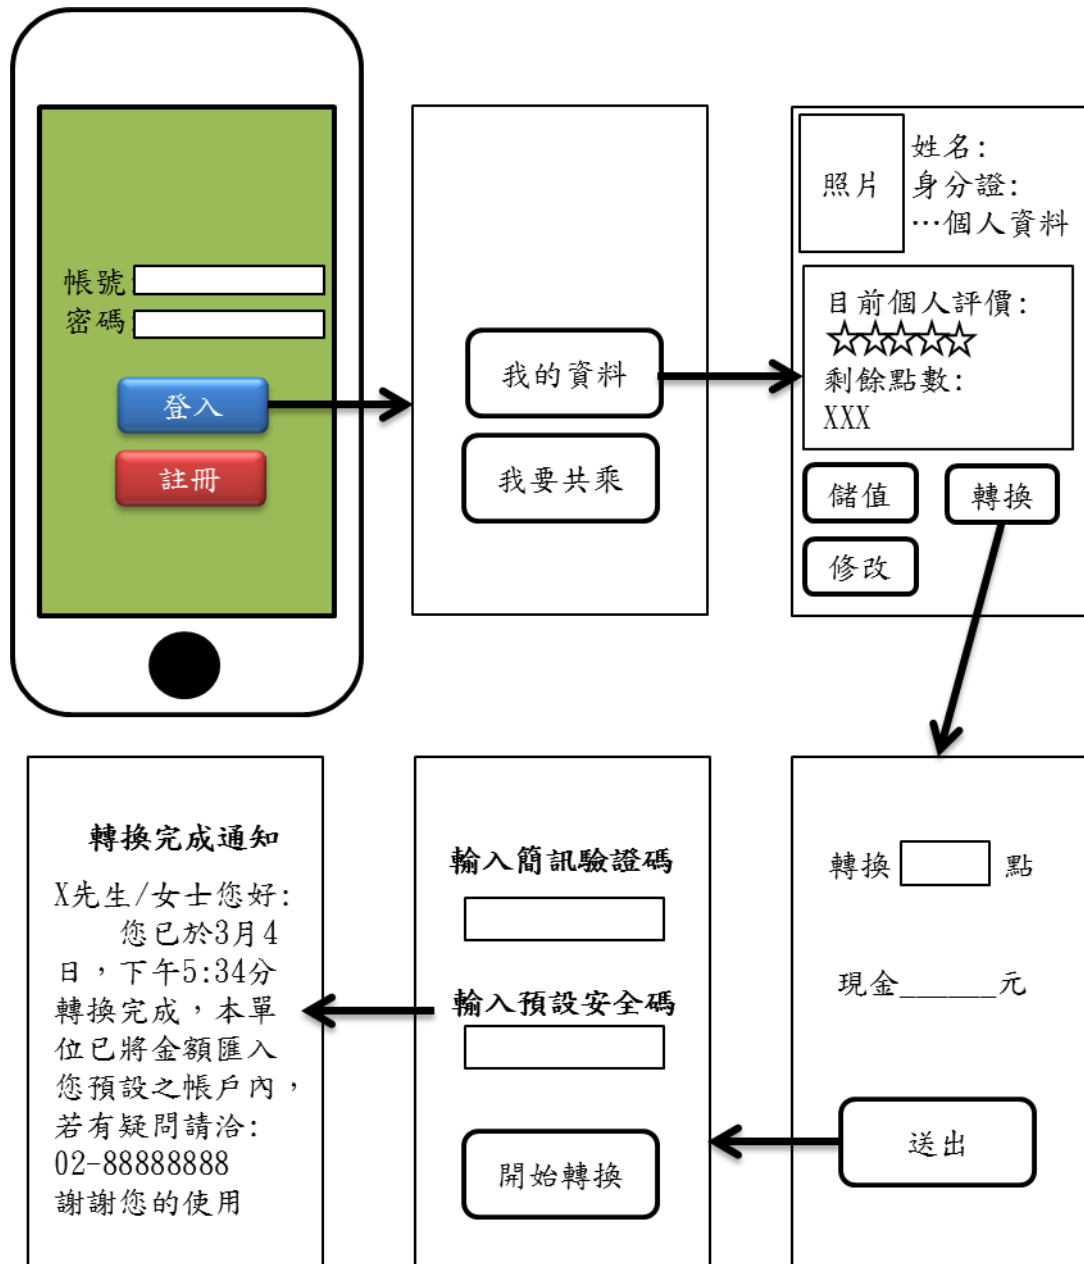 帳號:
密碼:
登入
註冊
我的資料
我要共乘
照片
姓名:
身分證:
…個人資料
目前個人評價:
☆☆☆☆☆
剩餘點數:
XXX
儲值
轉換
修改
轉換完成通知
X先生/女士您好:
您已於3月4
日，下午5:34分
轉換完成，本單
位已將金額匯入
您預設之帳戶內，
若有疑問請洽:
02-88888888
謝謝您的使用
輸入簡訊驗證碼
輸入預設安全碼
開始轉換
轉換 點
現金______元
送出